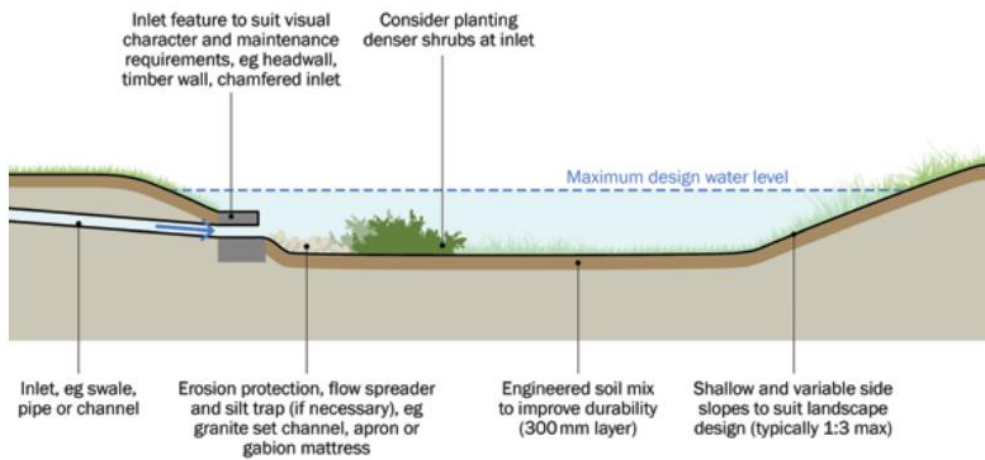 Inlet feature to suit visual
character and maintenance
requirements, eg headwall,
timber wall, chamfered inlet
Consider planting
denser shrubs at inlet
Maximum design water level
Inlet, eg swale,
pipe or channel
Erosion protection, flow spreader
and silt trap (if necessary), eg
granite set channel, apron or
gabion mattress
Engineered soil mix
to improve durability
(300 mm layer)
Shallow and variable side
slopes to suit landscape
design (typically 1:3 max)